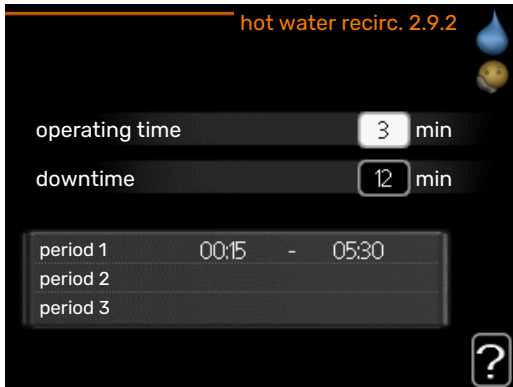 hot water recirc. 2.9.2
operating time 3 min
downtime 12 min
period 1 00:15 - 05:30
period 2
period 3
?